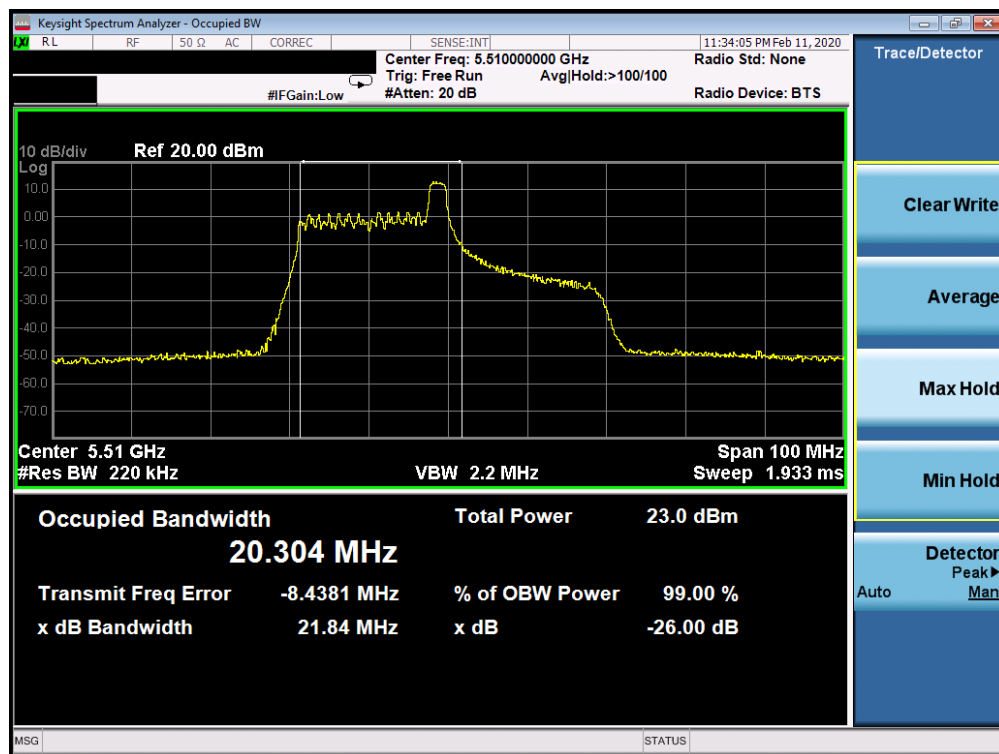 Keysight Spectrum Analyzer - Occupied BW
LXI RL RF 50 Ω AC CORREC SENSE:INT 11:34:05 PM Feb 11, 2020
Center Freq: 5.510000000 GHz Radio Std: None
Trig: Free Run Avg|Hold:>100/100
#IFGain:Low #Atten: 20 dB Radio Device: BTS
10 dB/div Ref 20.00 dBm
Log
10.0
0.00
-10.0
-20.0
-30.0
-40.0
-50.0
-60.0
-70.0
Center 5.51 GHz Span 100 MHz
#Res BW 220 kHz VBW 2.2 MHz Sweep 1.933 ms
Occupied Bandwidth Total Power 23.0 dBm
20.304 MHz
Transmit Freq Error -8.4381 MHz % of OBW Power 99.00 %
x dB Bandwidth 21.84 MHz x dB -26.00 dB
MSG STATUS
Trace/Detector
Clear Write
Average
Max Hold
Min Hold
Detector
Peak▶
Auto Man